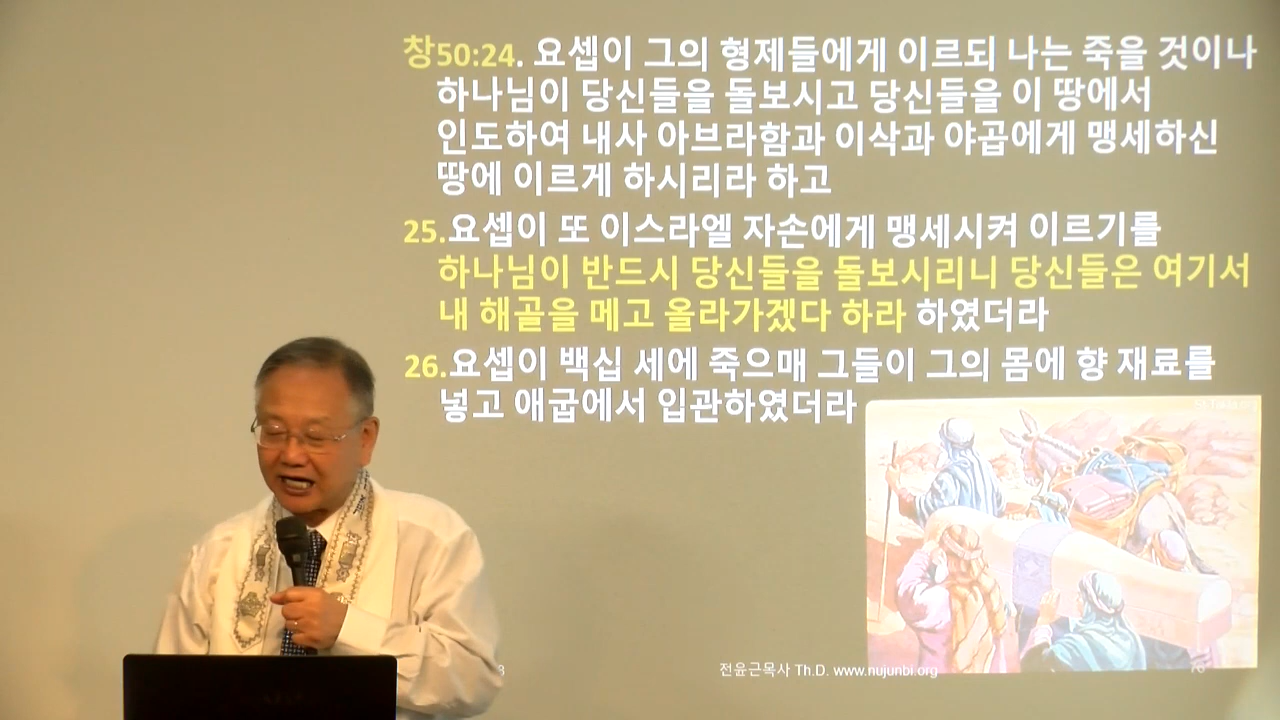 창50:24. 요셉이 그의 형제들에게 이르되 나는 죽을 것이나
하나님이 당신들을 돌보시고 당신들을 이 땅에서
인도하여 내사 아브라함과 이삭과 야곱에게 맹세하신
땅에 이르게 하시리라 하고
25.요셉이 또 이스라엘 자손에게 맹세시켜 이르기를
하나님이 반드시 당신들을 돌보시리니 당신들은 여기서
내 해골을 메고 올라가겠다 하라 하였더라
26.요셉이 백십 세에 죽으매 그들이 그의 몸에 향 재료를
넣고 애굽에서 입관하였더라
전윤근목사 Th.D. www.nujunbi.org